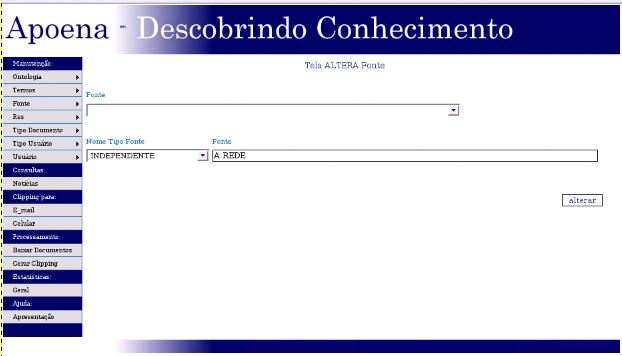 Apoena - Descobrindo Conhecimento
Manutenção:
Ontologia
Termos
Fonte
Rss
Tipo Documento
Tipo Usuário
Usuário
Consultas:
Notícias
Clipping para:
E_mail
Celular
Processamento:
Baixar Documentos
Gerar Clipping
Estatísticas:
Geral
Ajuda:
Apresentação
Tela ALTERA Fonte
Fonte
Nome Tipo Fonte Fonte
INDEPENDENTE A REDE
alterar